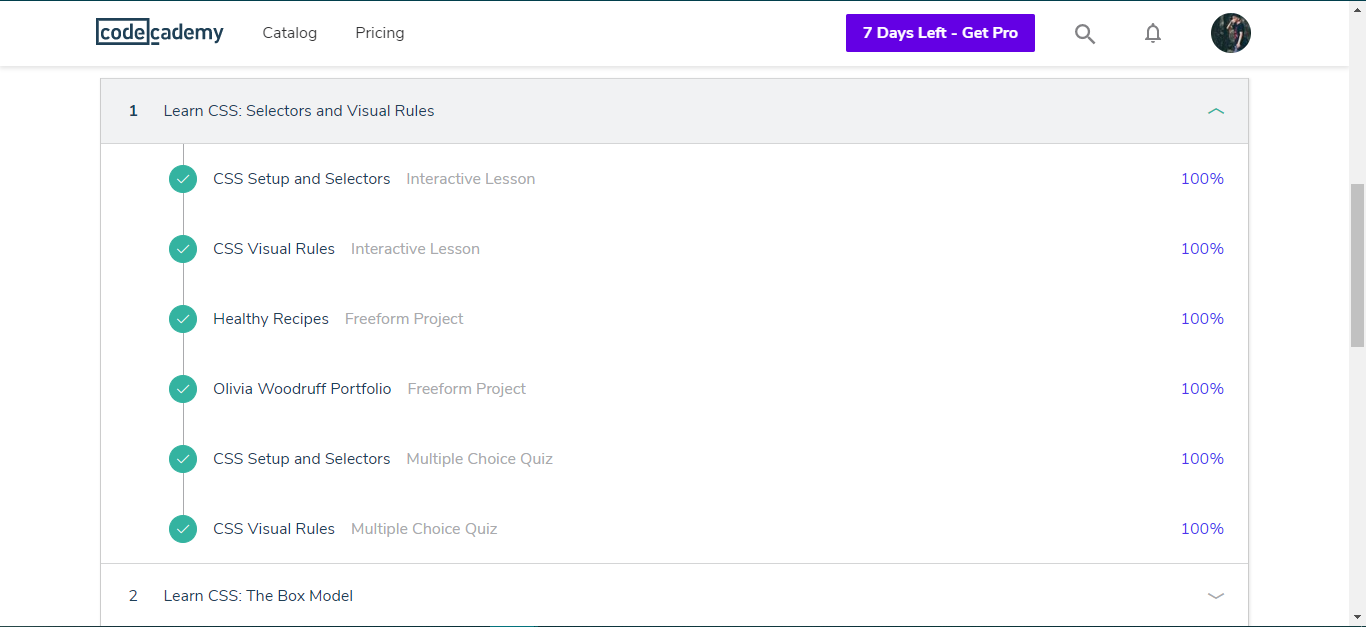 codecademy Catalog Pricing 7 Days Left - Get Pro
1 Learn CSS: Selectors and Visual Rules
CSS Setup and Selectors Interactive Lesson 100%
CSS Visual Rules Interactive Lesson 100%
Healthy Recipes Freeform Project 100%
Olivia Woodruff Portfolio Freeform Project 100%
CSS Setup and Selectors Multiple Choice Quiz 100%
CSS Visual Rules Multiple Choice Quiz 100%
2 Learn CSS: The Box Model